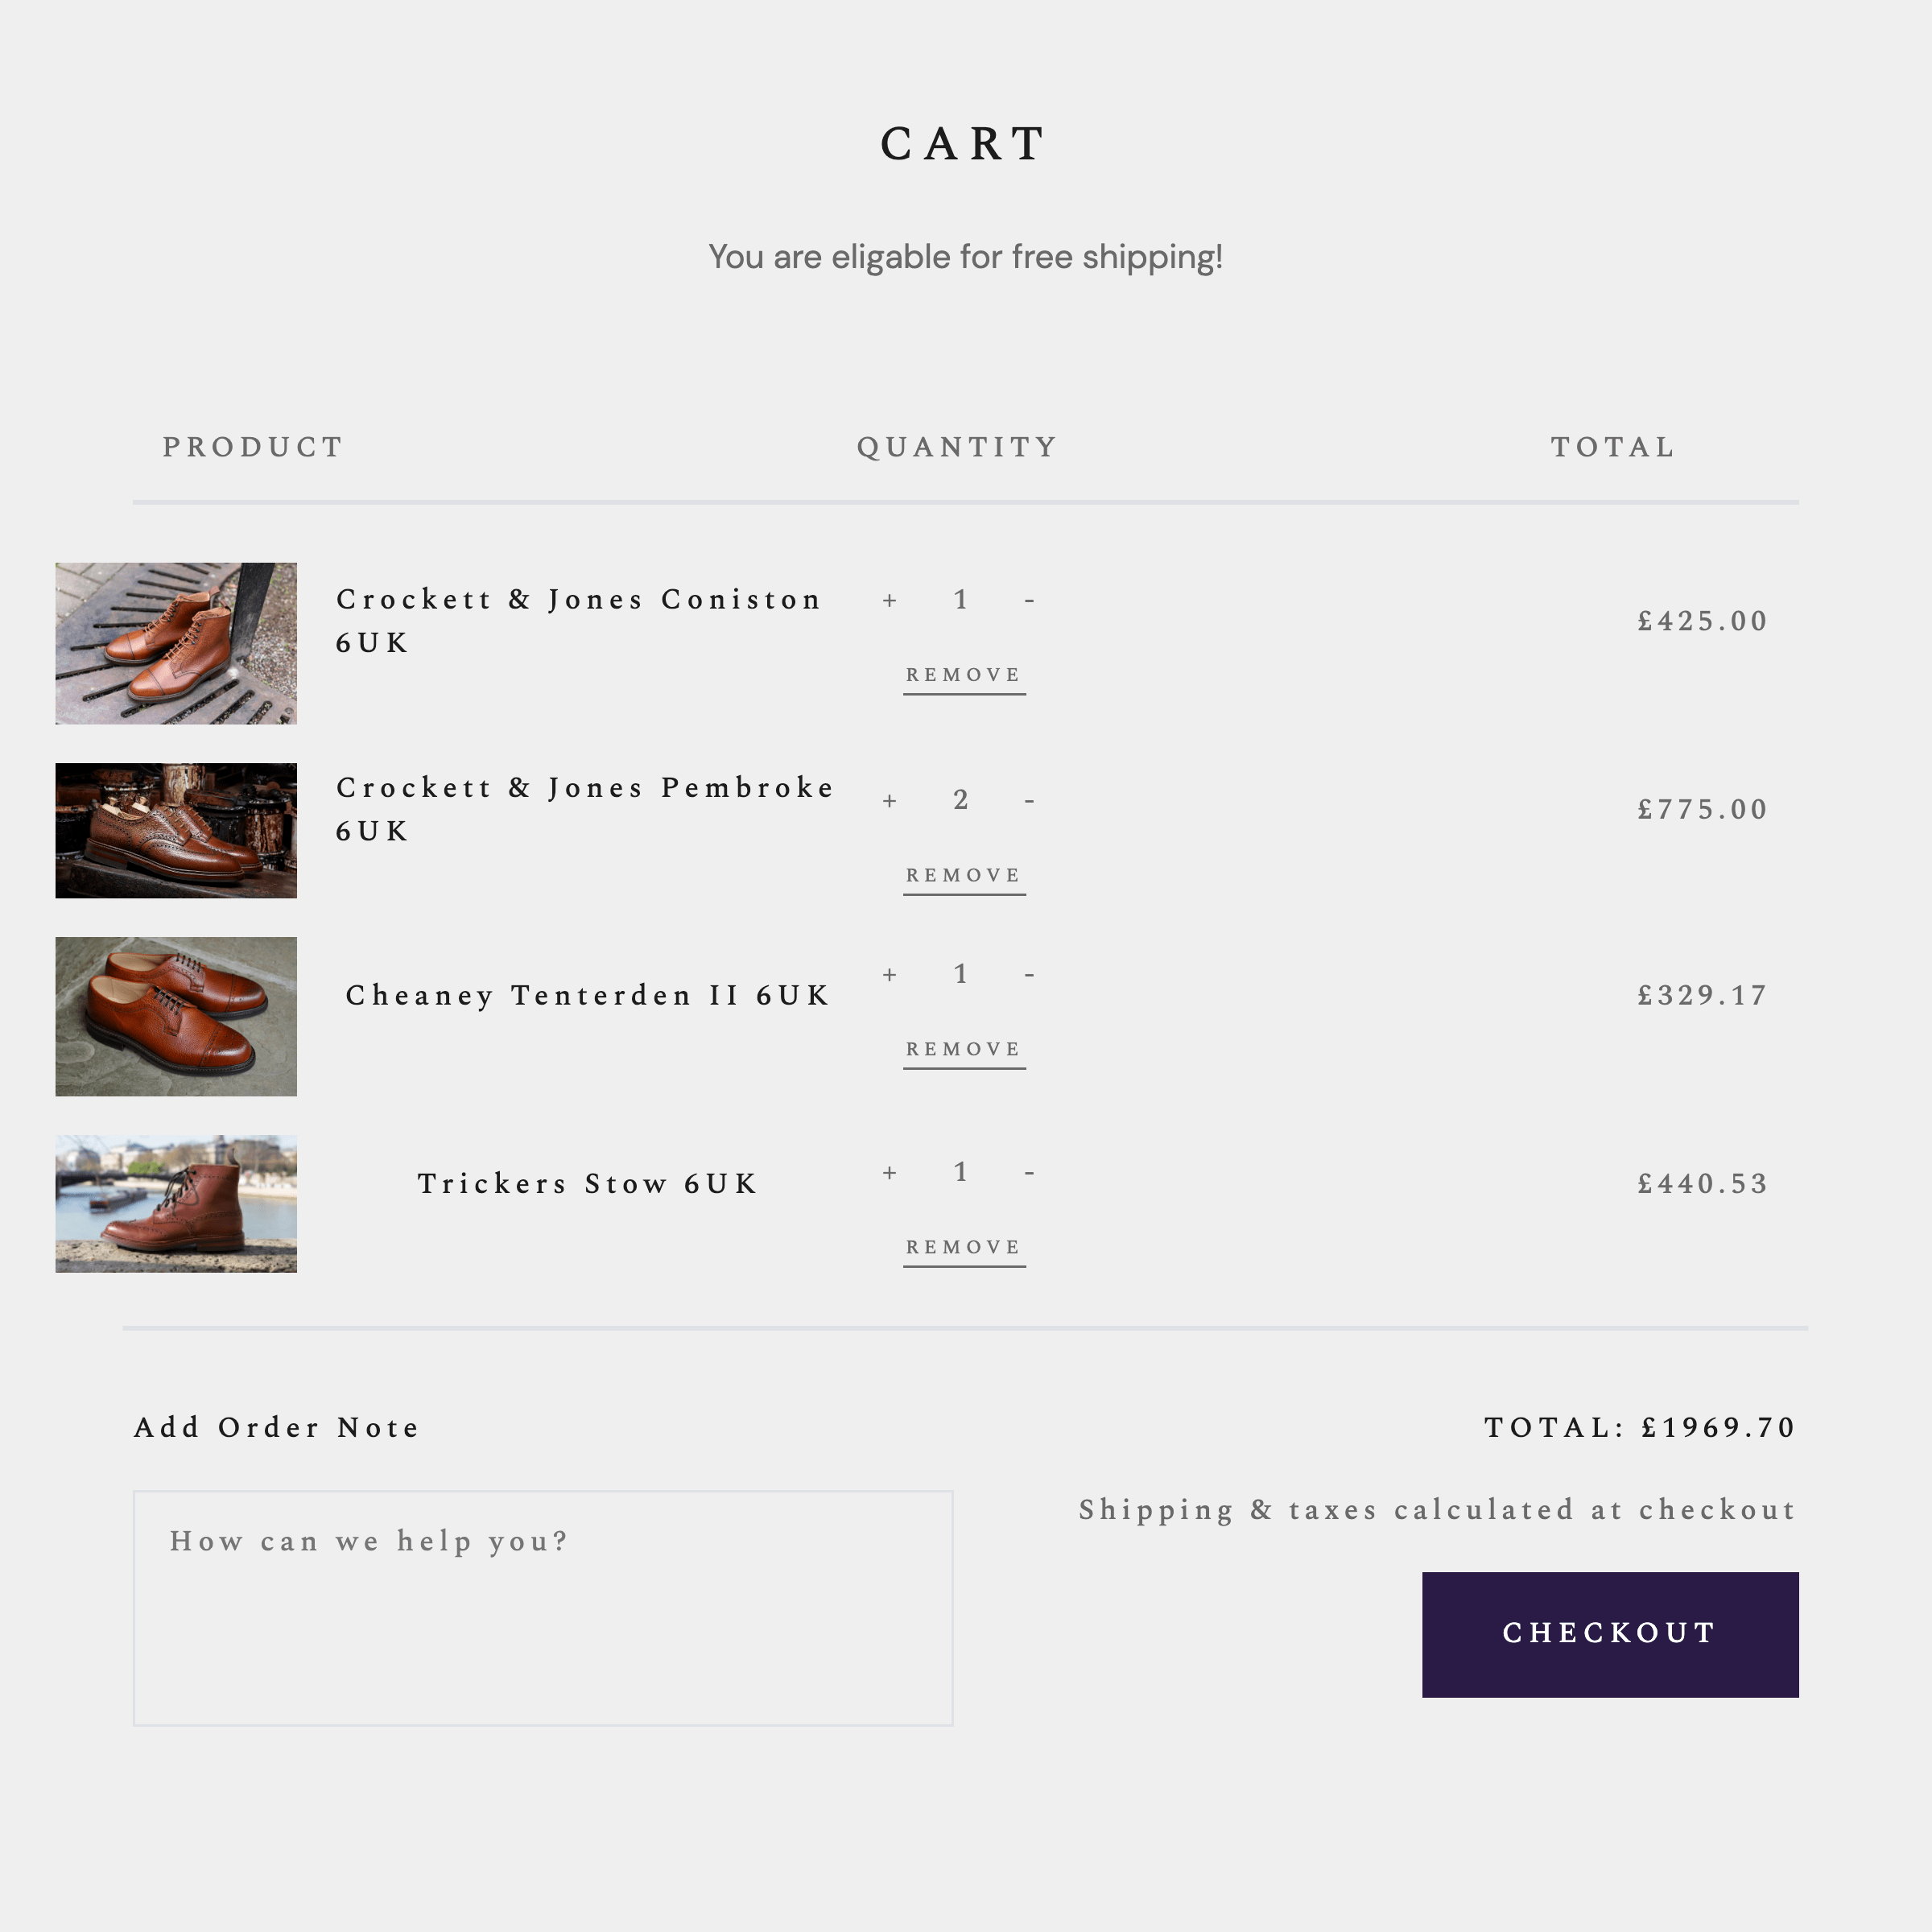 CART
You are eligable for free shipping!
PRODUCT QUANTITY TOTAL
Crockett & Jones Coniston
6UK
+ 1 -
REMOVE
£425.00
Crockett & Jones Pembroke
6UK
+ 2 -
REMOVE
£775.00
Cheaney Tenterden II 6UK
+ 1 -
REMOVE
£329.17
Trickers Stow 6UK
+ 1 -
REMOVE
£440.53
Add Order Note
How can we help you?
TOTAL: £1969.70
Shipping & taxes calculated at checkout
CHECKOUT